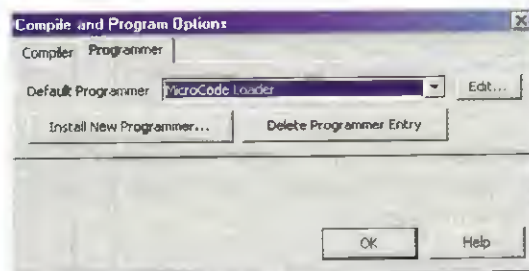 Compile and Program Options
Compiler Programmer
Default Programmer MicroCode Loader Edit...
Install New Programmer... Delete Programmer Entry
OK Help